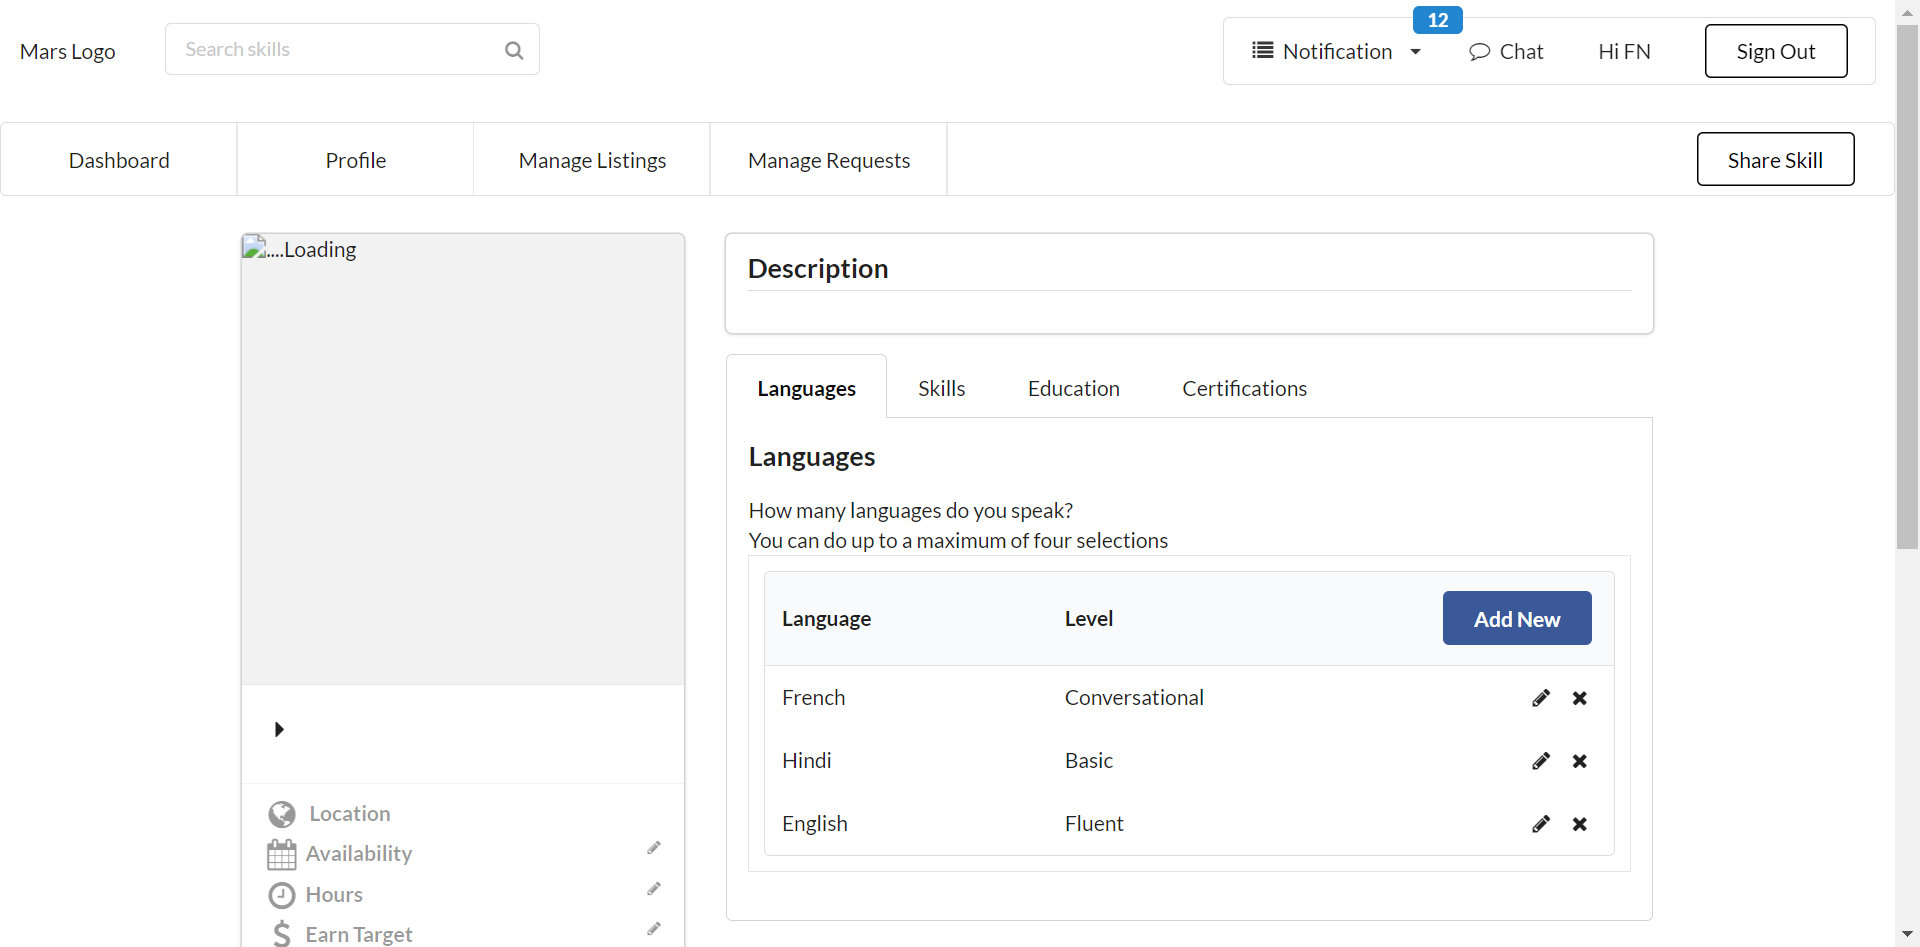 Mars Logo
Search skills
Notification
12
Chat
Hi FN
Sign Out
Dashboard
Profile
Manage Listings
Manage Requests
Share Skill
....Loading
Location
Availability
Hours
Earn Target
Description
Languages
Skills
Education
Certifications
Languages
How many languages do you speak?
You can do up to a maximum of four selections
Language Level Add New
French Conversational
Hindi Basic
English Fluent